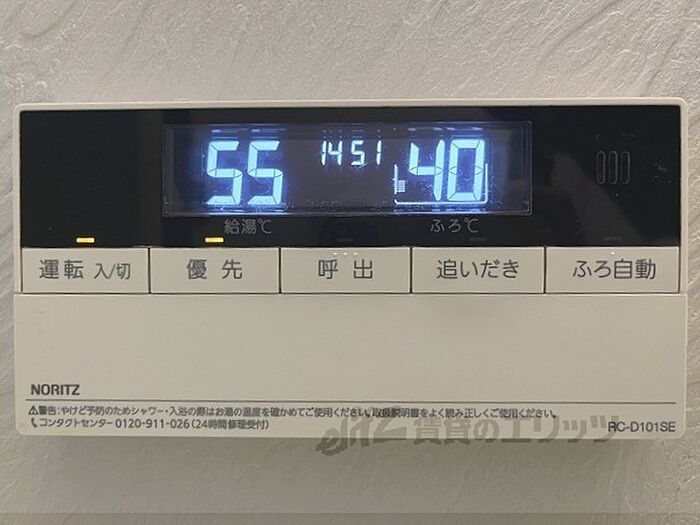 55 14 51 40
給湯℃ ふろ℃
運転 入/切 優先 呼出 追いだき ふろ自動
NORITZ
⚠警告:やけど予防のためシャワー・入浴の際はお湯の温度を確かめてご使用ください。取扱説明書をよく読み正しくご使用ください。
コンタクトセンター 0120-911-026(24時間修理受付) RC-D101SE
賃貸のエリッツ